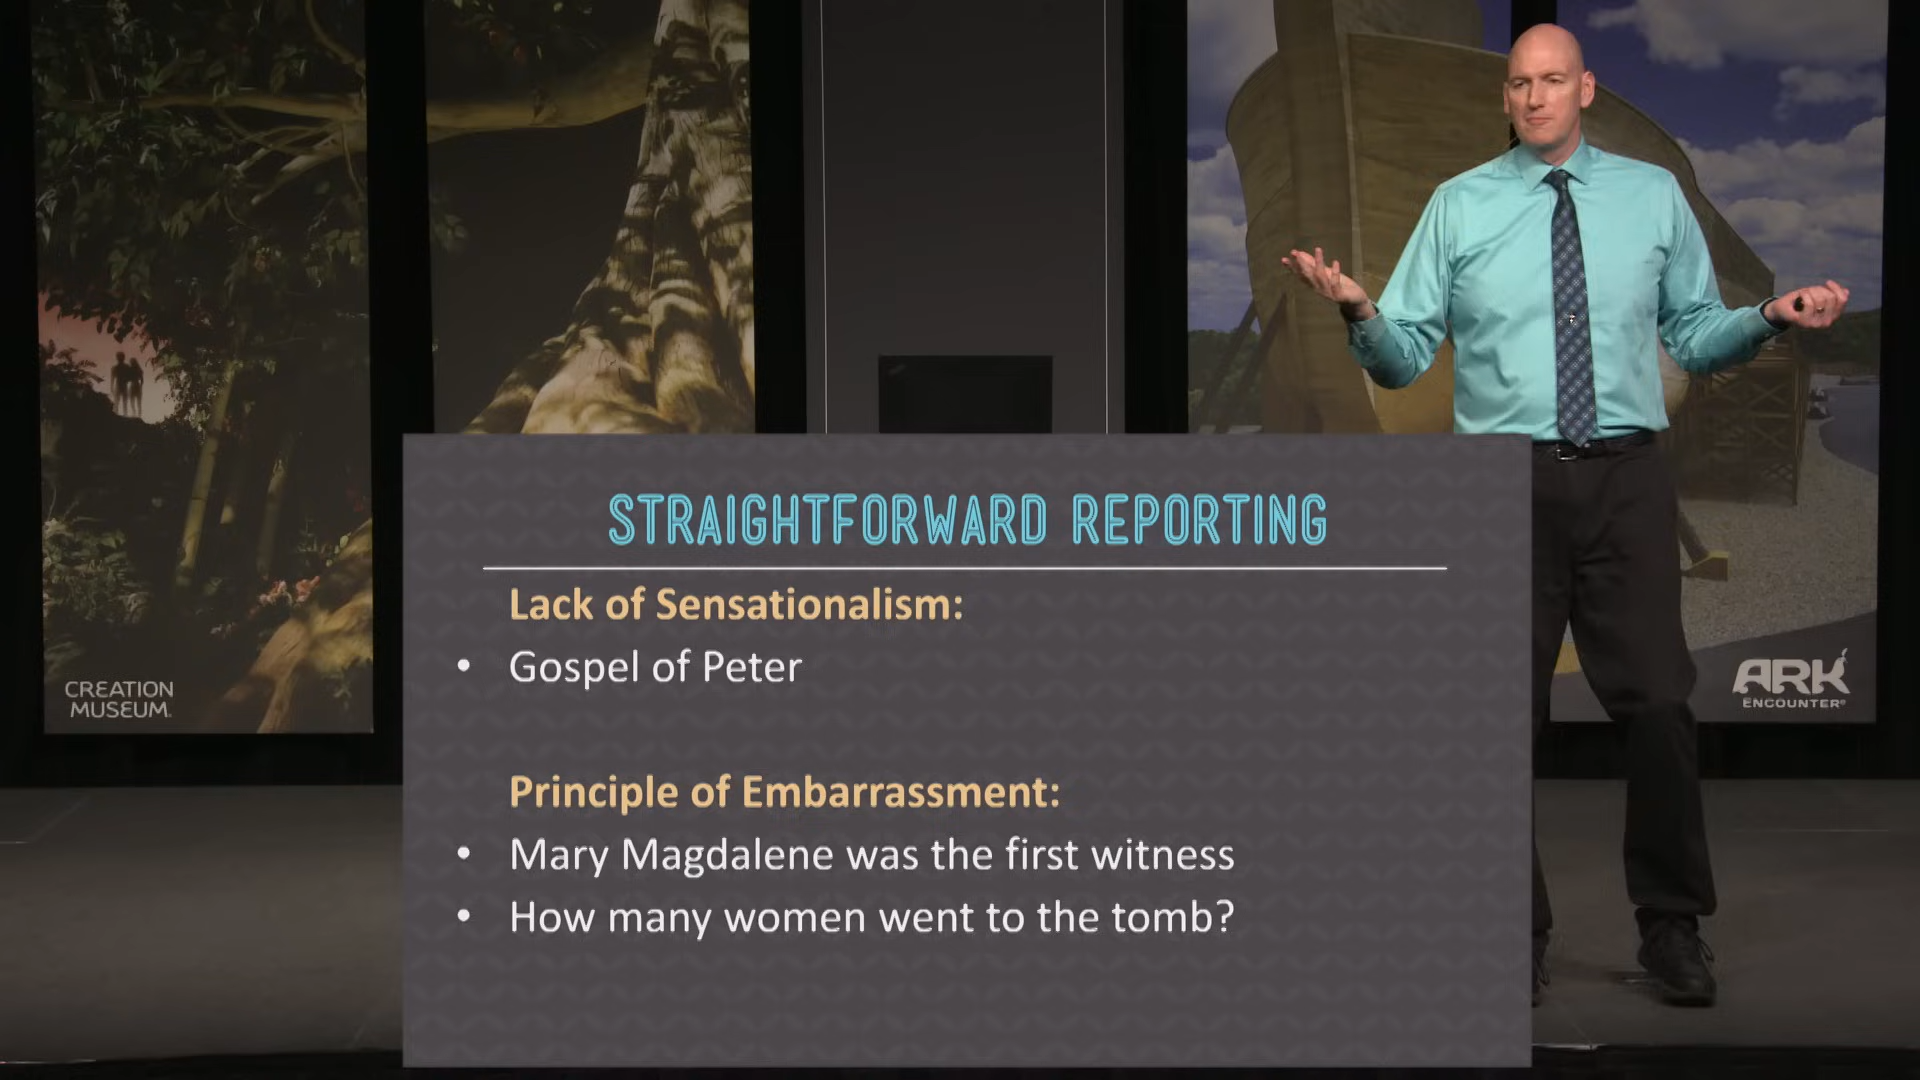 STRAIGHTFORWARD REPORTING
Lack of Sensationalism:
• Gospel of Peter
Principle of Embarrassment:
• Mary Magdalene was the first witness
• How many women went to the tomb?
CREATION
MUSEUM
ARK
ENCOUNTER